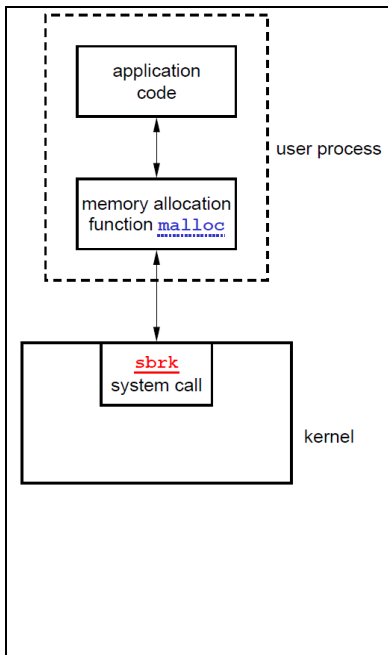 application
code
user process
memory allocation
function malloc
sbrk
system call
kernel